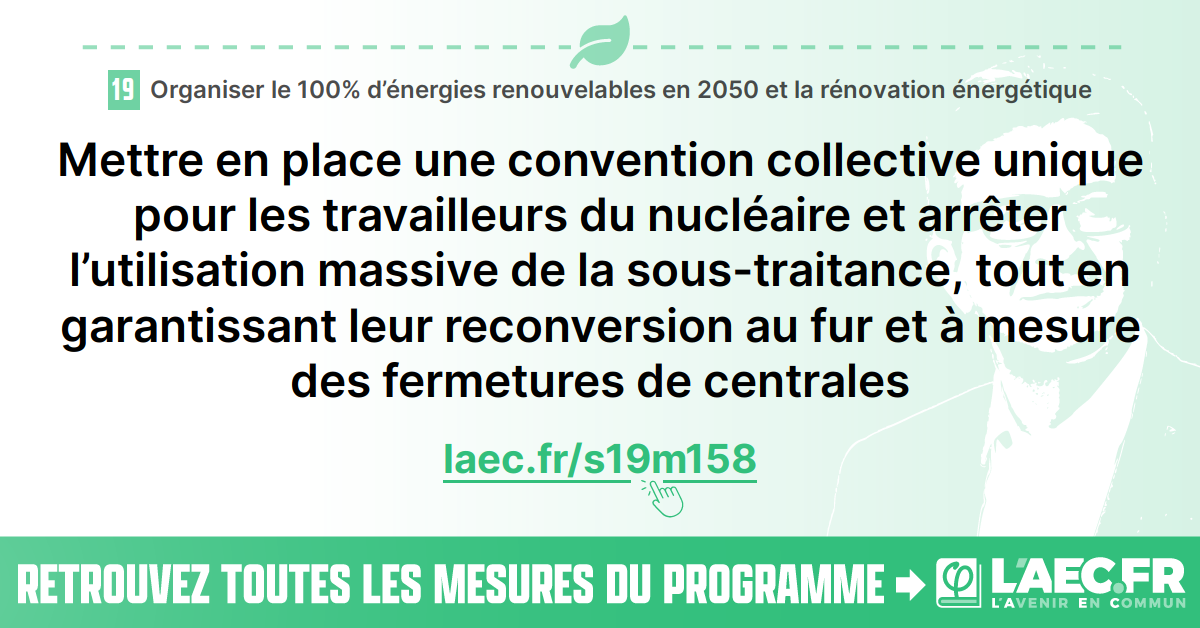 19 Organiser le 100% d’énergies renouvelables en 2050 et la rénovation énergétique
Mettre en place une convention collective unique
pour les travailleurs du nucléaire et arrêter
l’utilisation massive de la sous-traitance, tout en
garantissant leur reconversion au fur et à mesure
des fermetures de centrales
laec.fr/s19m158
RETROUVEZ TOUTES LES MESURES DU PROGRAMME
L'AEC.FR
L'AVENIR EN COMMUN